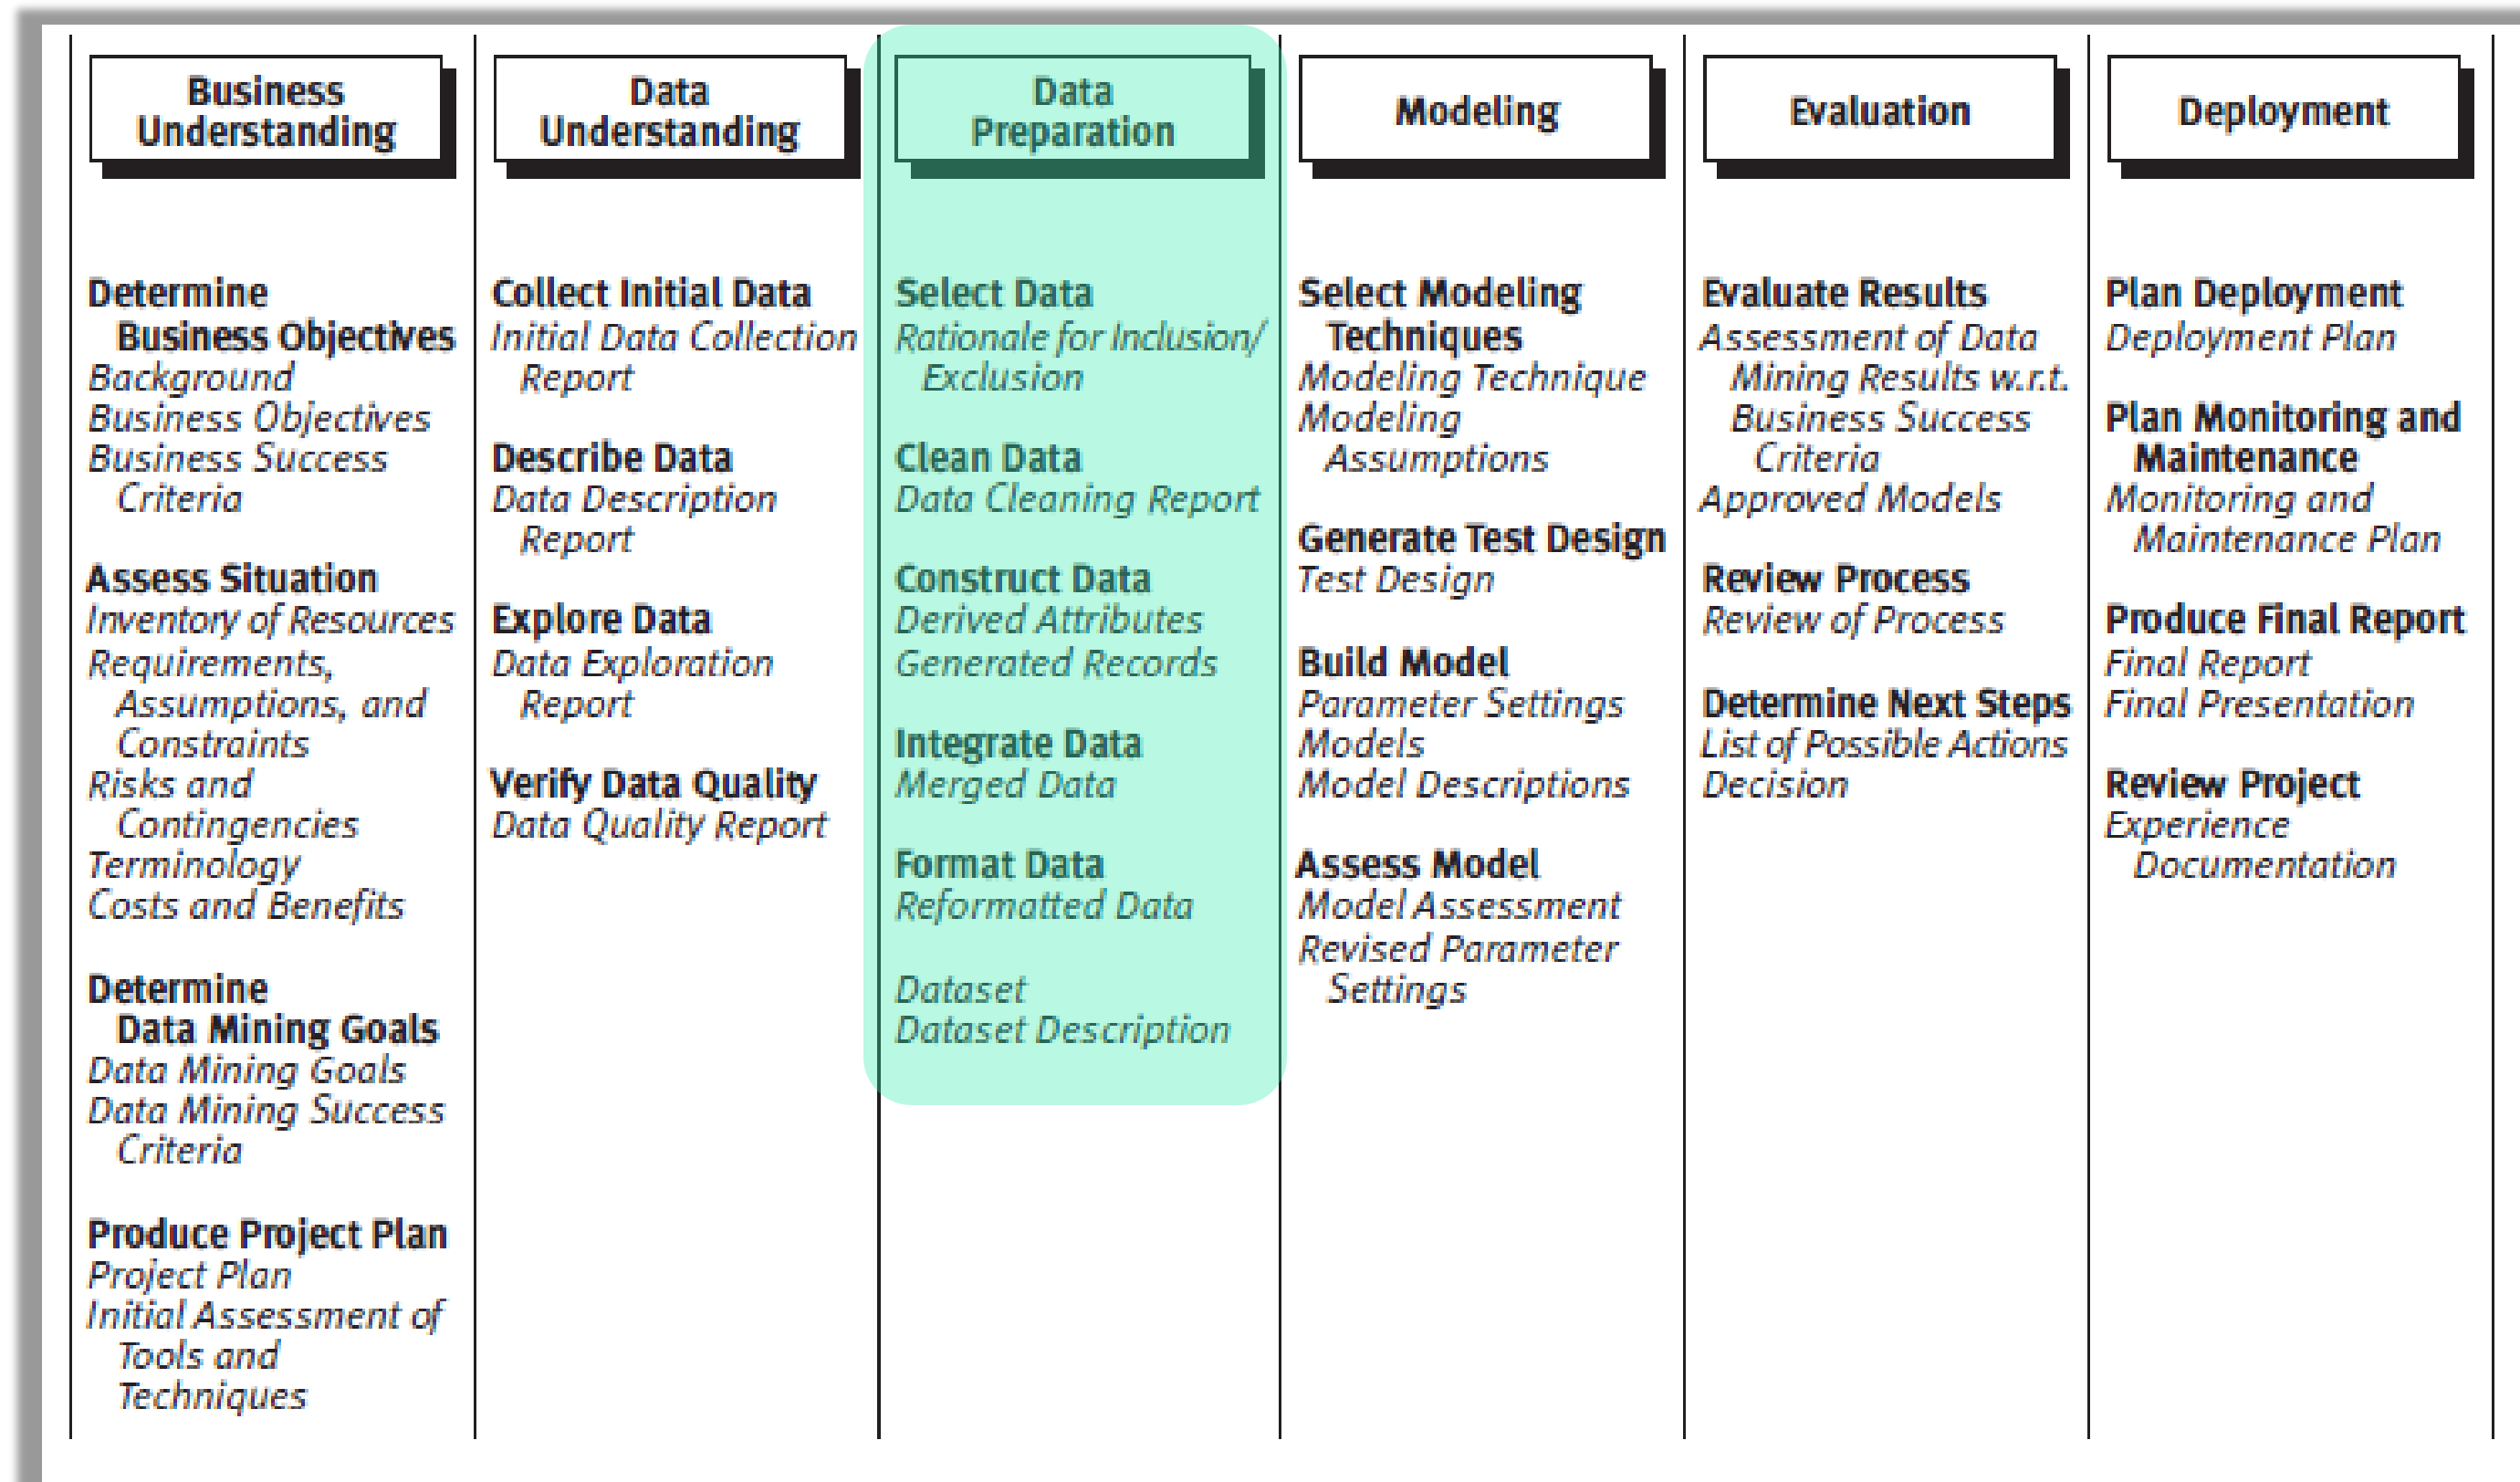 Business
Understanding
Determine
Business Objectives
Background
Business Objectives
Business Success
Criteria
Assess Situation
Inventory of Resources
Requirements,
Assumptions, and
Constraints
Risks and
Contingencies
Terminology
Costs and Benefits
Determine
Data Mining Goals
Data Mining Goals
Data Mining Success
Criteria
Produce Project Plan
Project Plan
Initial Assessment of
Tools and
Techniques
Data
Understanding
Collect Initial Data
Initial Data Collection
Report
Describe Data
Data Description
Report
Explore Data
Data Exploration
Report
Verify Data Quality
Data Quality Report
Data
Preparation
Select Data
Rationale for Inclusion/
Exclusion
Clean Data
Data Cleaning Report
Construct Data
Derived Attributes
Generated Records
Integrate Data
Merged Data
Format Data
Reformatted Data
Dataset
Dataset Description
Modeling
Select Modeling
Techniques
Modeling Technique
Modeling
Assumptions
Generate Test Design
Test Design
Build Model
Parameter Settings
Models
Model Descriptions
Assess Model
Model Assessment
Revised Parameter
Settings
Evaluation
Evaluate Results
Assessment of Data
Mining Results w.r.t.
Business Success
Criteria
Approved Models
Review Process
Review of Process
Determine Next Steps
List of Possible Actions
Decision
Deployment
Plan Deployment
Deployment Plan
Plan Monitoring and
Maintenance
Monitoring and
Maintenance Plan
Produce Final Report
Final Report
Final Presentation
Review Project
Experience
Documentation